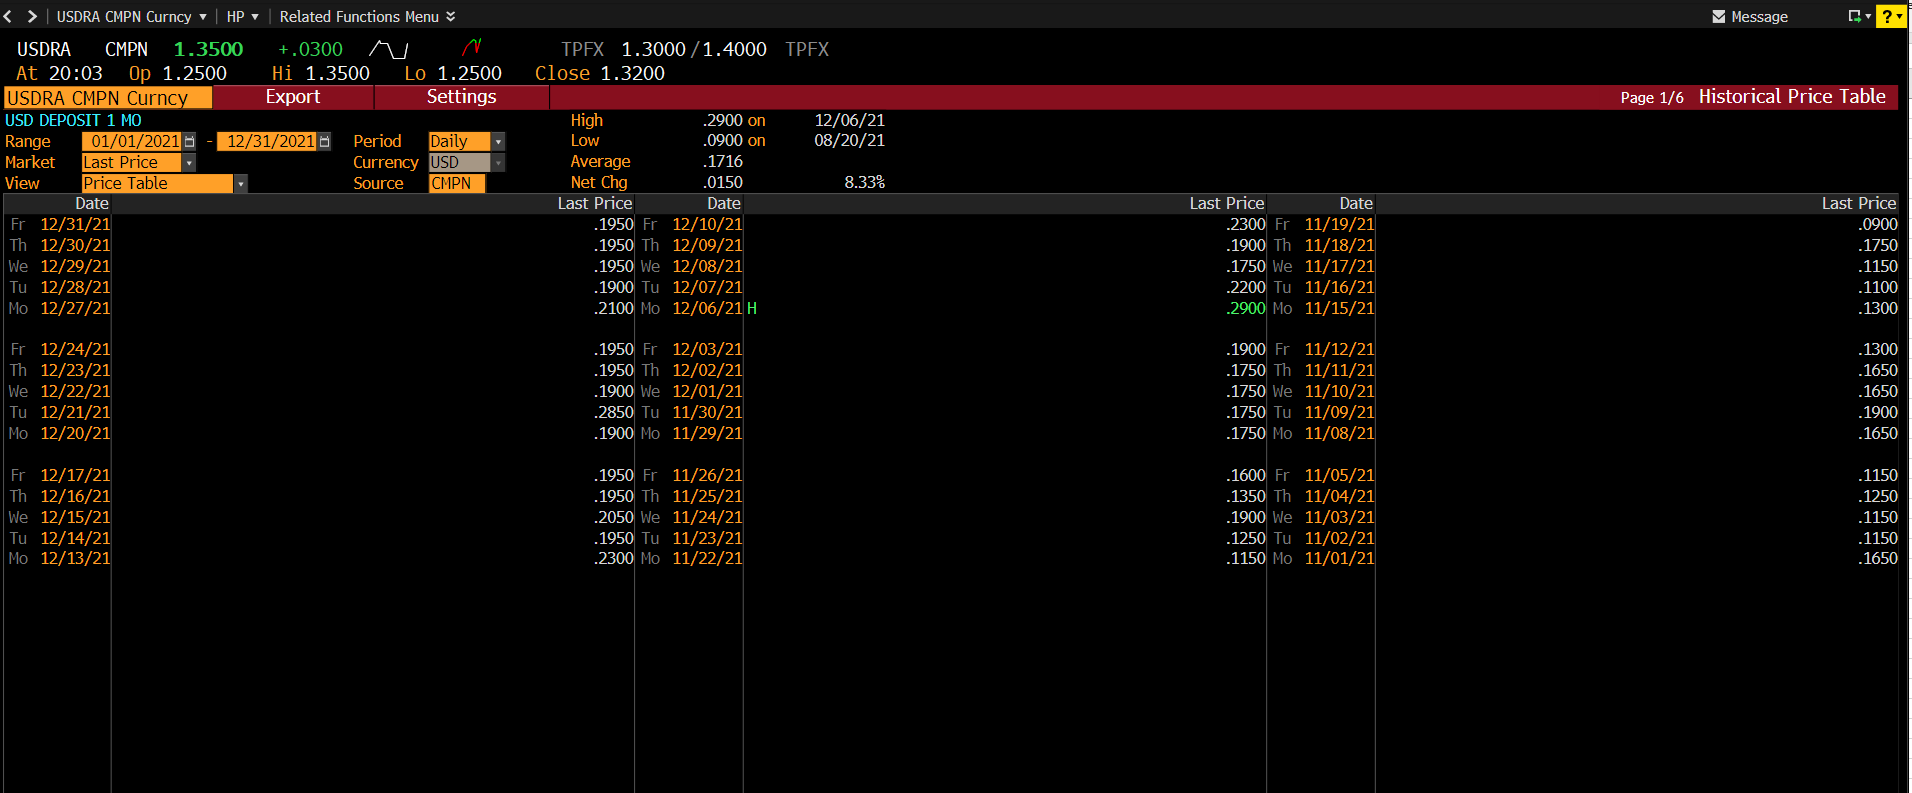 USDRA CMPN Curncy HP Related Functions Menu Message ?
USDRA CMPN 1.3500 +.0300 TPFX 1.3000 / 1.4000 TPFX
At 20:03 Op 1.2500 Hi 1.3500 Lo 1.2500 Close 1.3200
USDRA CMPN Curncy Export Settings Page 1/6 Historical Price Table
USD DEPOSIT 1 MO High .2900 on 12/06/21
Range 01/01/2021 - 12/31/2021 Period Daily Low .0900 on 08/20/21
Market Last Price Currency USD Average .1716
View Price Table Source CMPN Net Chg .0150 8.33%
Date Last Price Date Last Price Date Last Price
Fr 12/31/21 .1950 Fr 12/10/21 .2300 Fr 11/19/21 .0900
Th 12/30/21 .1950 Th 12/09/21 .1900 Th 11/18/21 .1750
We 12/29/21 .1950 We 12/08/21 .1750 We 11/17/21 .1150
Tu 12/28/21 .1900 Tu 12/07/21 .2200 Tu 11/16/21 .1100
Mo 12/27/21 .2100 Mo 12/06/21 H .2900 Mo 11/15/21 .1300
Fr 12/24/21 .1950 Fr 12/03/21 .1900 Fr 11/12/21 .1300
Th 12/23/21 .1950 Th 12/02/21 .1750 Th 11/11/21 .1650
We 12/22/21 .1900 We 12/01/21 .1750 We 11/10/21 .1650
Tu 12/21/21 .2850 Tu 11/30/21 .1750 Tu 11/09/21 .1900
Mo 12/20/21 .1900 Mo 11/29/21 .1750 Mo 11/08/21 .1650
Fr 12/17/21 .1950 Fr 11/26/21 .1600 Fr 11/05/21 .1150
Th 12/16/21 .1950 Th 11/25/21 .1350 Th 11/04/21 .1250
We 12/15/21 .2050 We 11/24/21 .1900 We 11/03/21 .1150
Tu 12/14/21 .1950 Tu 11/23/21 .1250 Tu 11/02/21 .1150
Mo 12/13/21 .2300 Mo 11/22/21 .1150 Mo 11/01/21 .1650